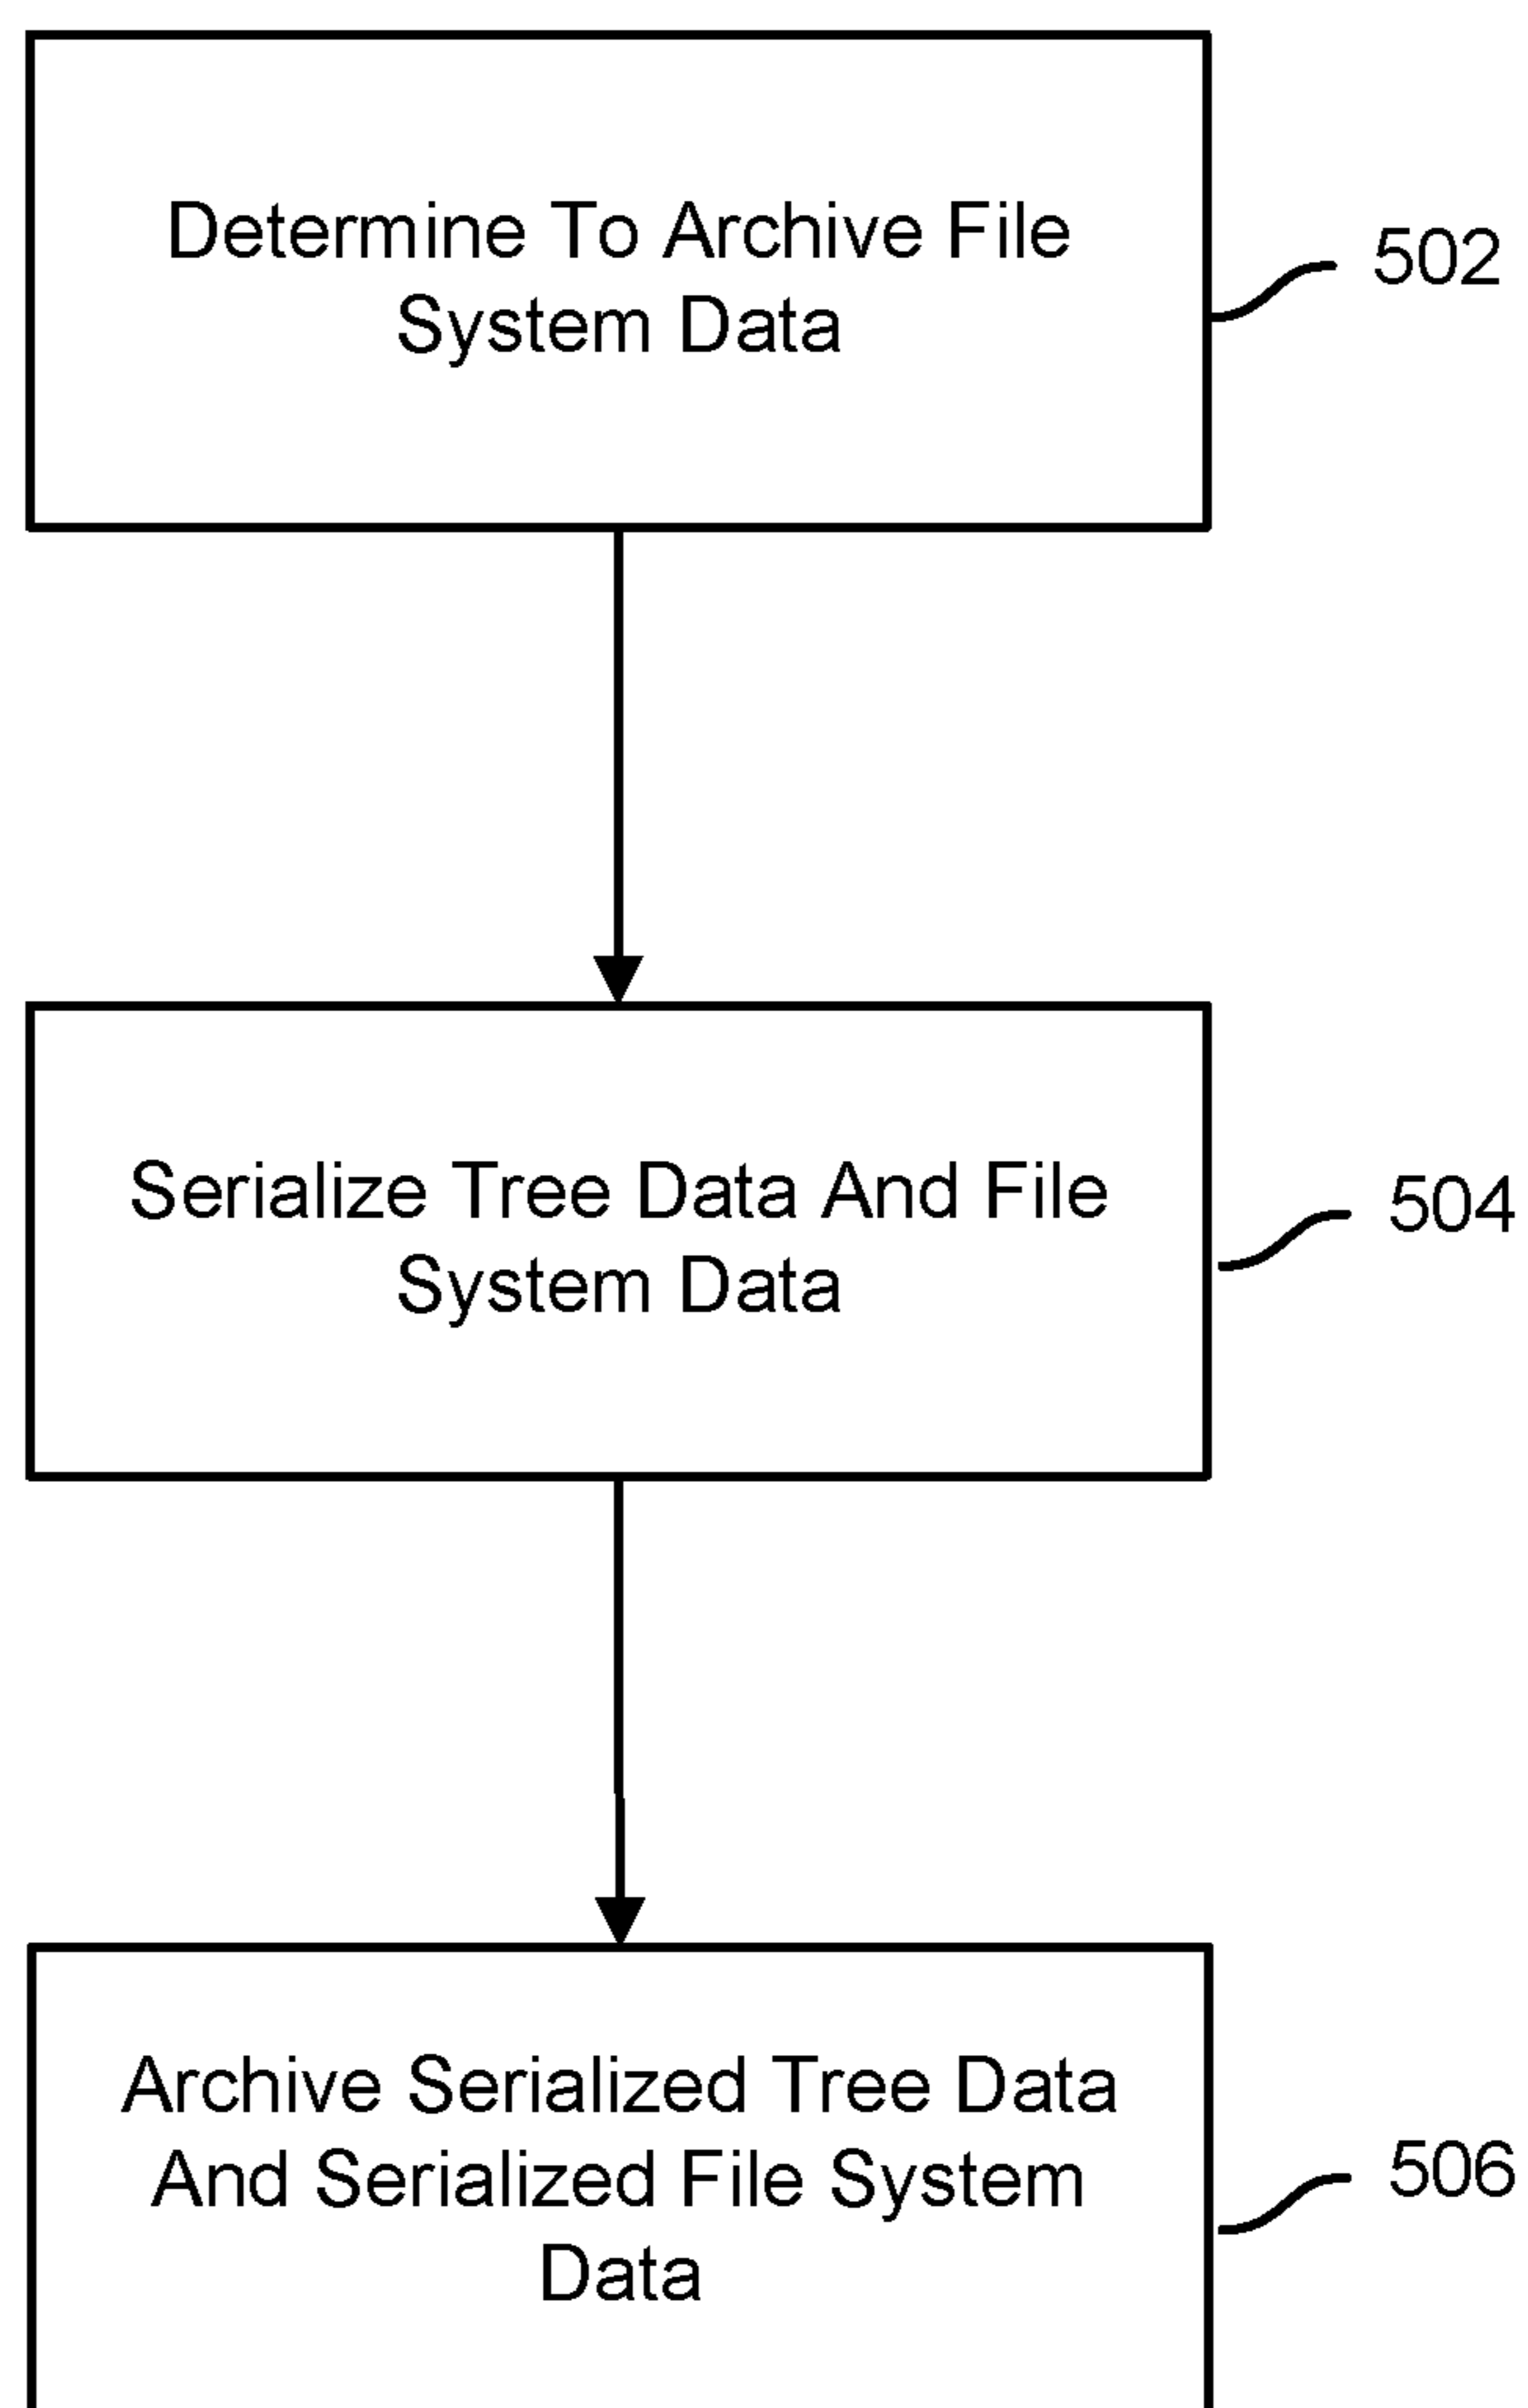 Determine To Archive File
System Data
502
Serialize Tree Data And File
System Data
504
Archive Serialized Tree Data
And Serialized File System
Data
506